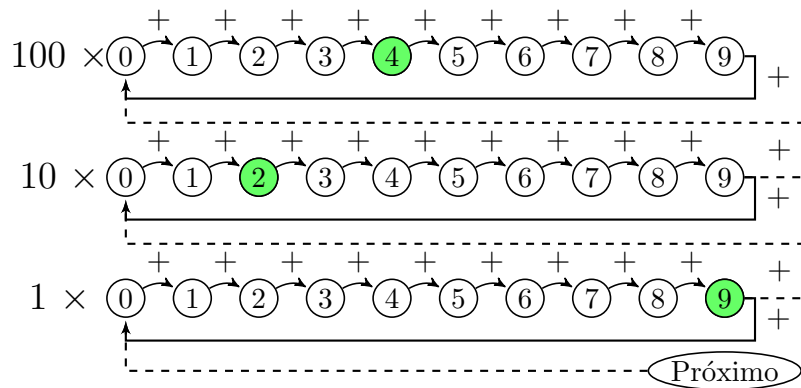 + + + + + + + + +
100 × 0 1 2 3 4 5 6 7 8 9
+
+ + + + + + + + + +
10 × 0 1 2 3 4 5 6 7 8 9
+
+ + + + + + + + + +
1 × 0 1 2 3 4 5 6 7 8 9
+
Próximo